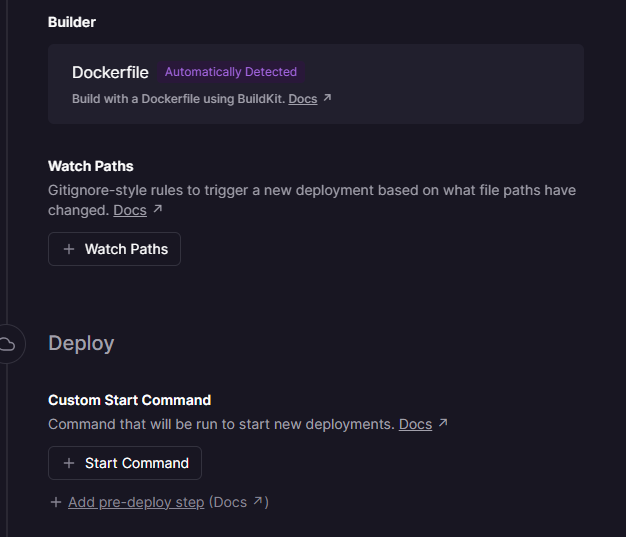 Builder
Dockerfile Automatically Detected
Build with a Dockerfile using BuildKit. Docs ↗
Watch Paths
Gitignore-style rules to trigger a new deployment based on what file paths have
changed. Docs ↗
+ Watch Paths
Deploy
Custom Start Command
Command that will be run to start new deployments. Docs ↗
+ Start Command
+ Add pre-deploy step (Docs ↗)